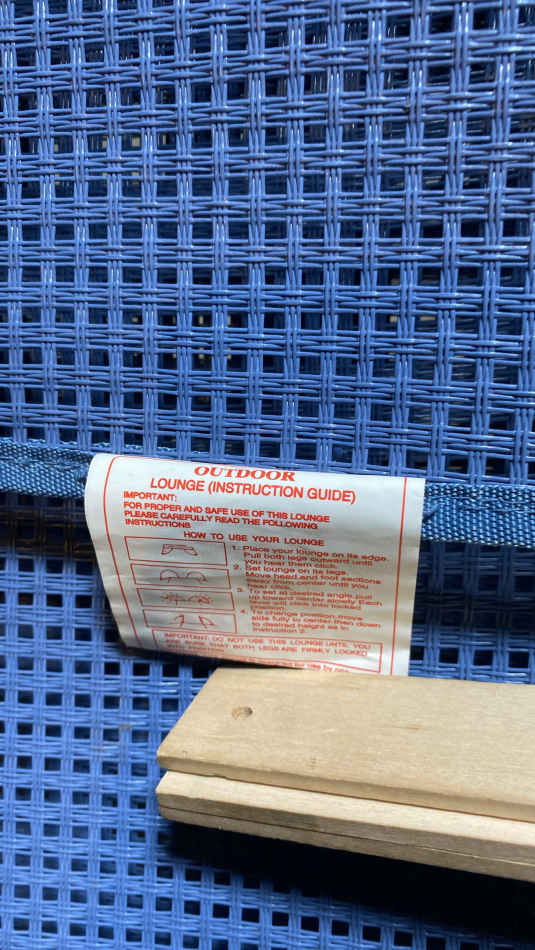 OUTDOOR
LOUNGE (INSTRUCTION GUIDE)
IMPORTANT:
FOR PROPER AND SAFE USE OF THIS LOUNGE
PLEASE CAREFULLY READ THE FOLLOWING
INSTRUCTIONS
HOW TO USE YOUR LOUNGE
1. Place your lounge on its edge.
Pull both legs outward until
you hear them click.
2. Set lounge on its legs.
Move head and foot sections
away from center until you
hear click.
3. To set at desired angle, pull
up toward center slowly Each
lever will click into locked
position.
4. To change position, move
side fully to center then down
to desired height as in
instruction 2.
IMPORTANT: DO NOT USE THIS LOUNGE UNTIL YOU
ARE SURE THAT BOTH LEGS ARE FIRMLY LOCKED
for use by